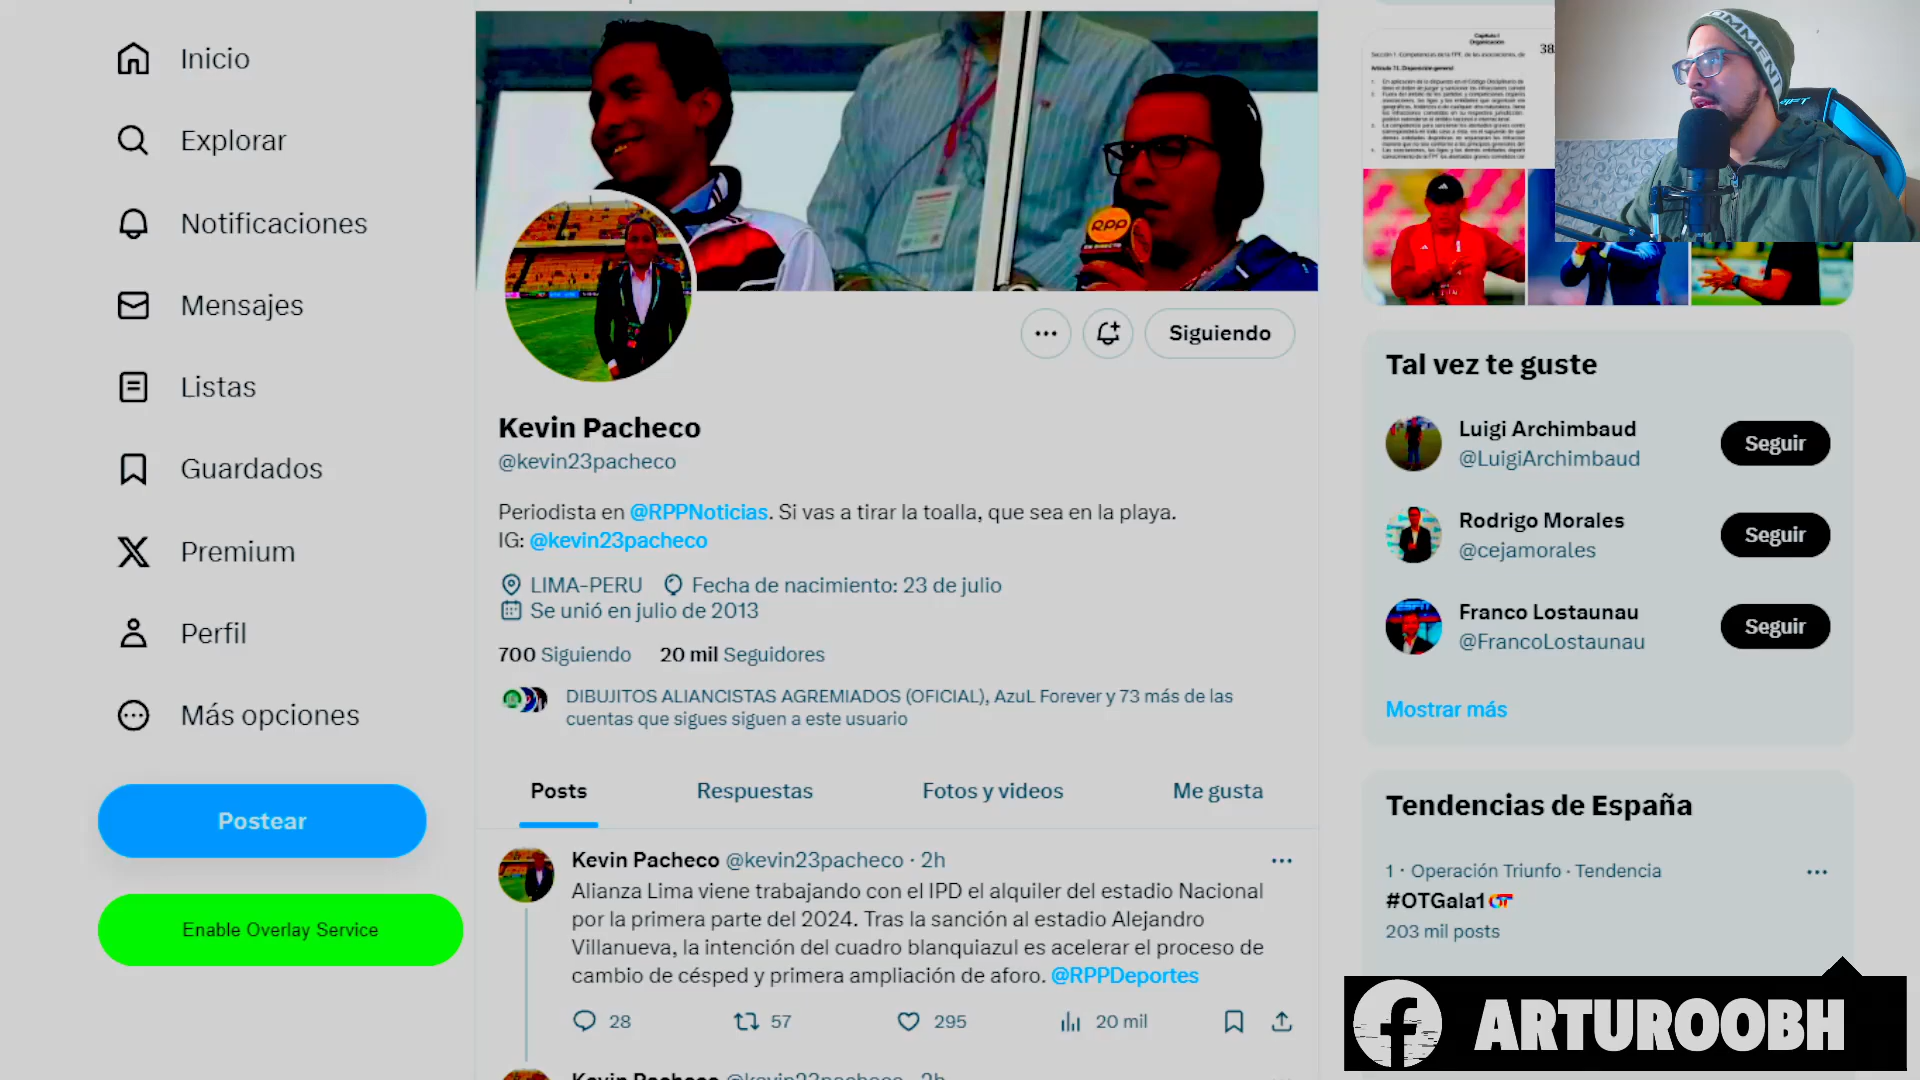 Inicio
Explorar
Notificaciones
Mensajes
Listas
Guardados
Premium
Perfil
Más opciones
Postear
Enable Overlay Service
RPP
Siguiendo
Kevin Pacheco
@kevin23pacheco
Periodista en @RPPNoticias. Si vas a tirar la toalla, que sea en la playa.
IG: @kevin23pacheco
LIMA-PERU Fecha de nacimiento: 23 de julio
Se unió en julio de 2013
700 Siguiendo 20 mil Seguidores
DIBUJITOS ALIANCISTAS AGREMIADOS (OFICIAL), AzuL Forever y 73 más de las
cuentas que sigues siguen a este usuario
Posts Respuestas Fotos y videos Me gusta
Kevin Pacheco @kevin23pacheco · 2h
Alianza Lima viene trabajando con el IPD el alquiler del estadio Nacional
por la primera parte del 2024. Tras la sanción al estadio Alejandro
Villanueva, la intención del cuadro blanquiazul es acelerar el proceso de
cambio de césped y primera ampliación de aforo. @RPPDeportes
28 57 295 20 mil
Kevin Pacheco @kevin23pacheco · 2h
Capítulo I
Organización
38
Tal vez te guste
Luigi Archimbaud
@LuigiArchimbaud
Seguir
Rodrigo Morales
@cejamorales
Seguir
Franco Lostaunau
@FrancoLostaunau
Seguir
Mostrar más
Tendencias de España
1 · Operación Triunfo · Tendencia
#OTGala1
203 mil posts
ARTUROOBH